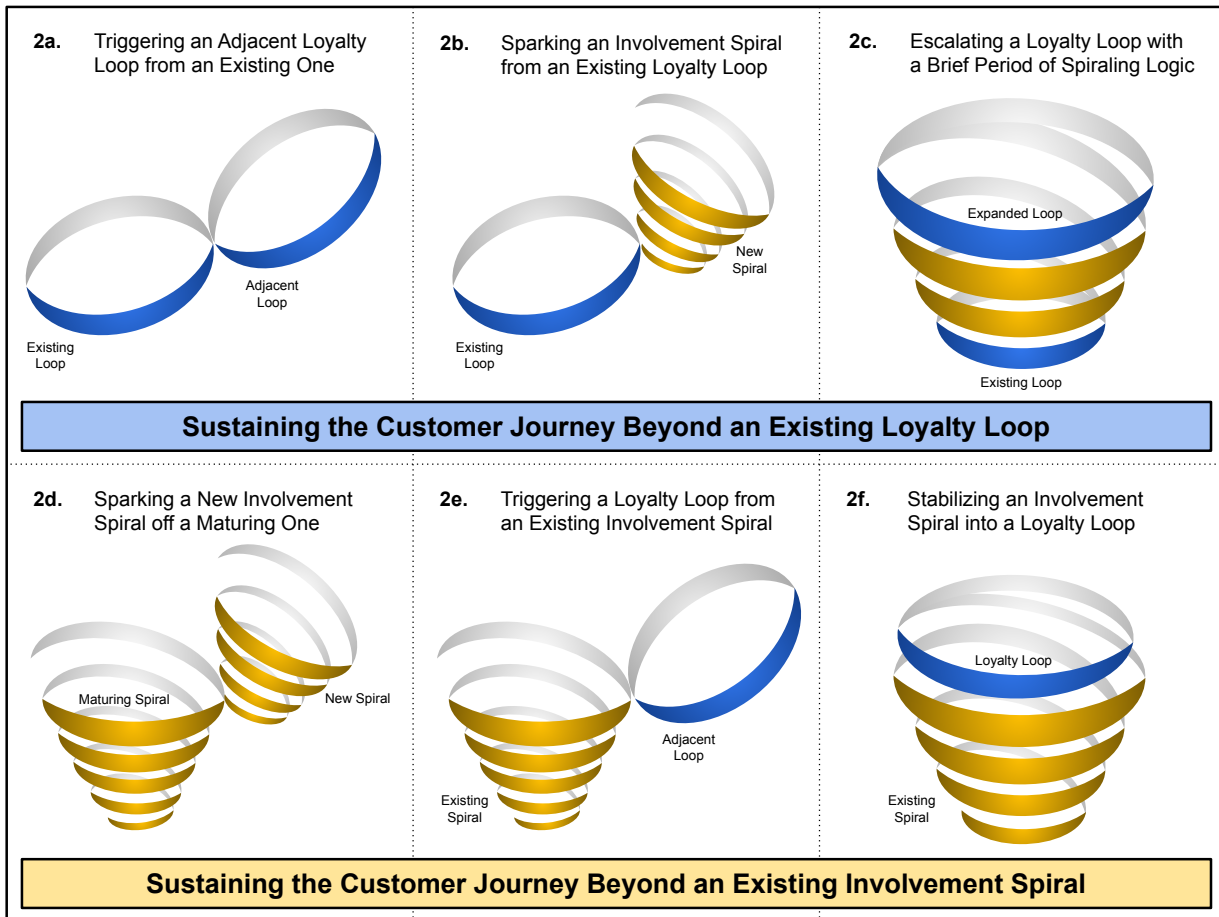 2a. Triggering an Adjacent Loyalty
Loop from an Existing One
Adjacent
Loop
Existing
Loop
2b. Sparking an Involvement Spiral
from an Existing Loyalty Loop
New
Spiral
Existing
Loop
2c. Escalating a Loyalty Loop with
a Brief Period of Spiraling Logic
Expanded Loop
Existing Loop
Sustaining the Customer Journey Beyond an Existing Loyalty Loop
2d. Sparking a New Involvement
Spiral off a Maturing One
Maturing Spiral
New Spiral
2e. Triggering a Loyalty Loop from
an Existing Involvement Spiral
Adjacent
Loop
Existing
Spiral
2f. Stabilizing an Involvement
Spiral into a Loyalty Loop
Loyalty Loop
Existing
Spiral
Sustaining the Customer Journey Beyond an Existing Involvement Spiral